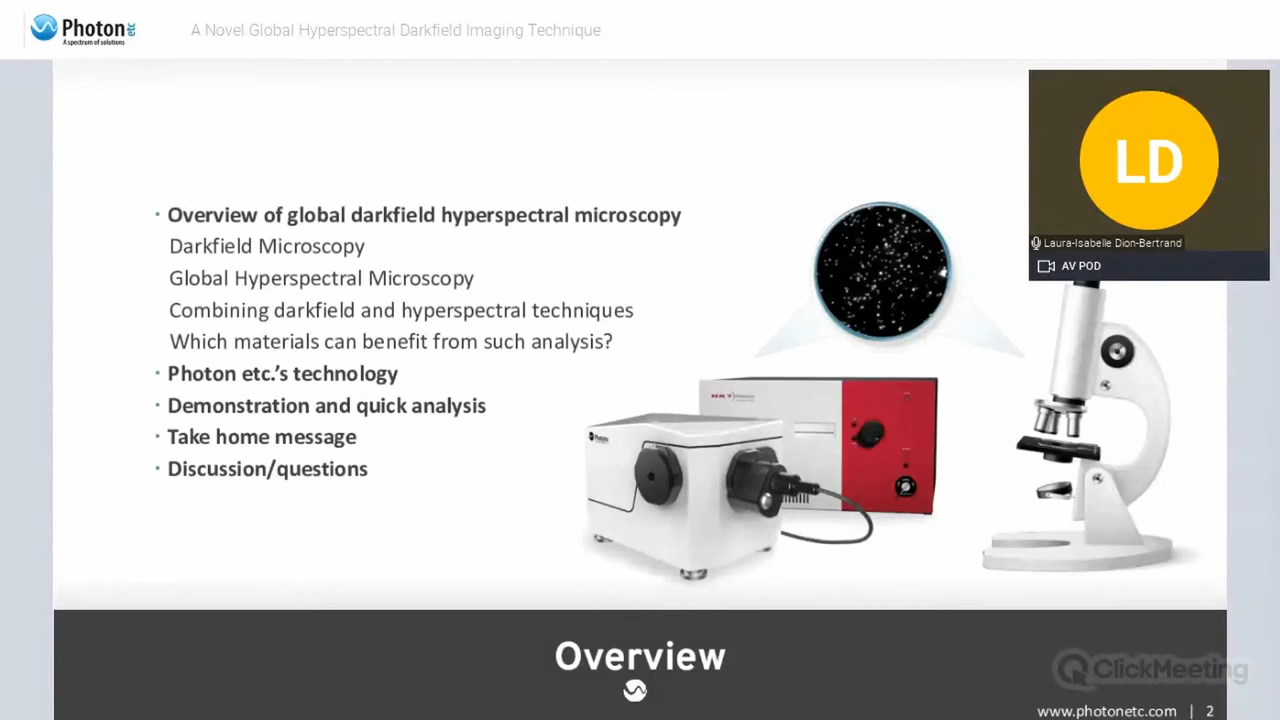 Photon etc
A spectrum of solutions
A Novel Global Hyperspectral Darkfield Imaging Technique
LD
Laura-Isabelle Dion-Bertrand
AV POD
· Overview of global darkfield hyperspectral microscopy
Darkfield Microscopy
Global Hyperspectral Microscopy
Combining darkfield and hyperspectral techniques
Which materials can benefit from such analysis?
· Photon etc.'s technology
· Demonstration and quick analysis
· Take home message
· Discussion/questions
NKT
Photon
Overview
ClickMeeting
www.photonetc.com | 2